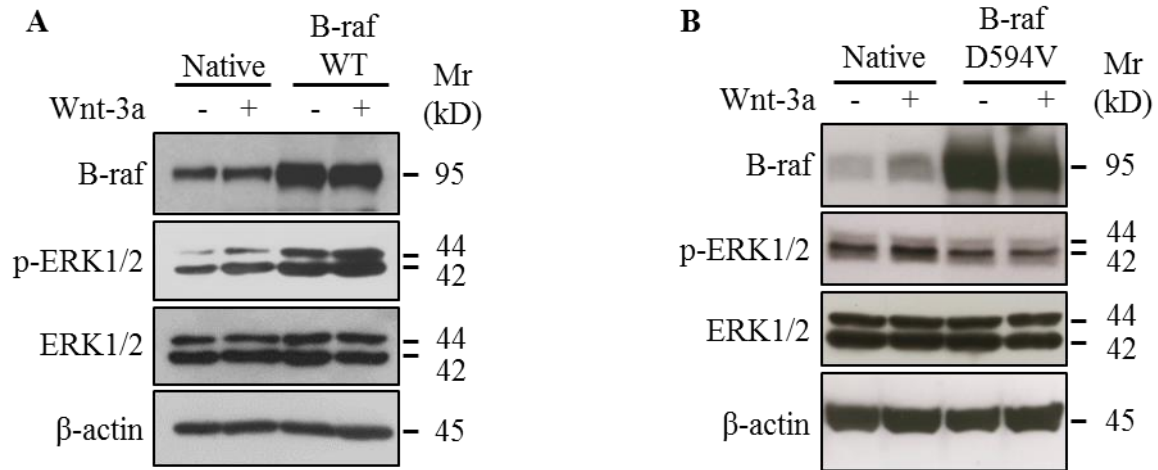 A
B-raf
WT
Native
Mr
(kD)
Wnt-3a - + - +
B-raf 95
p-ERK1/2 44
42
ERK1/2 44
42
β-actin 45
B
B-raf
D594V
Native
Mr
(kD)
Wnt-3a - + - +
B-raf 95
p-ERK1/2 44
42
ERK1/2 44
42
β-actin 45